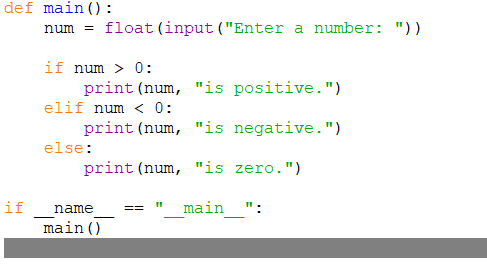 def main():
    num = float(input("Enter a number: "))

    if num > 0:
        print(num, "is positive.")
    elif num < 0:
        print(num, "is negative.")
    else:
        print(num, "is zero.")

if __name__ == "__main__":
    main()